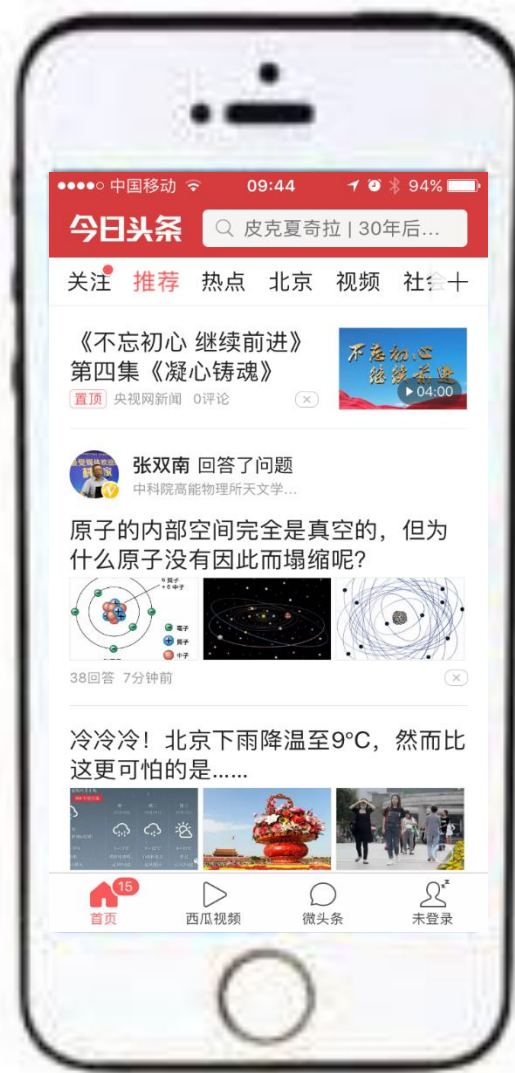 中国移动 09:44 94%
今日头条 皮克夏奇拉 | 30年后...
关注 推荐 热点 北京 视频 社会
《不忘初心 继续前进》
第四集《凝心铸魂》
置顶 央视网新闻 0评论
不忘初心
继续前进
04:00
张双南 回答了问题
中科院高能物理所天文学...
原子的内部空间完全是真空的,但为
什么原子没有因此而塌缩呢?
+6 中子
電子
質子
中子
38回答 7分钟前
冷冷冷!北京下雨降温至9°C,然而比
这更可怕的是......
15
首页 西瓜视频 微头条 未登录